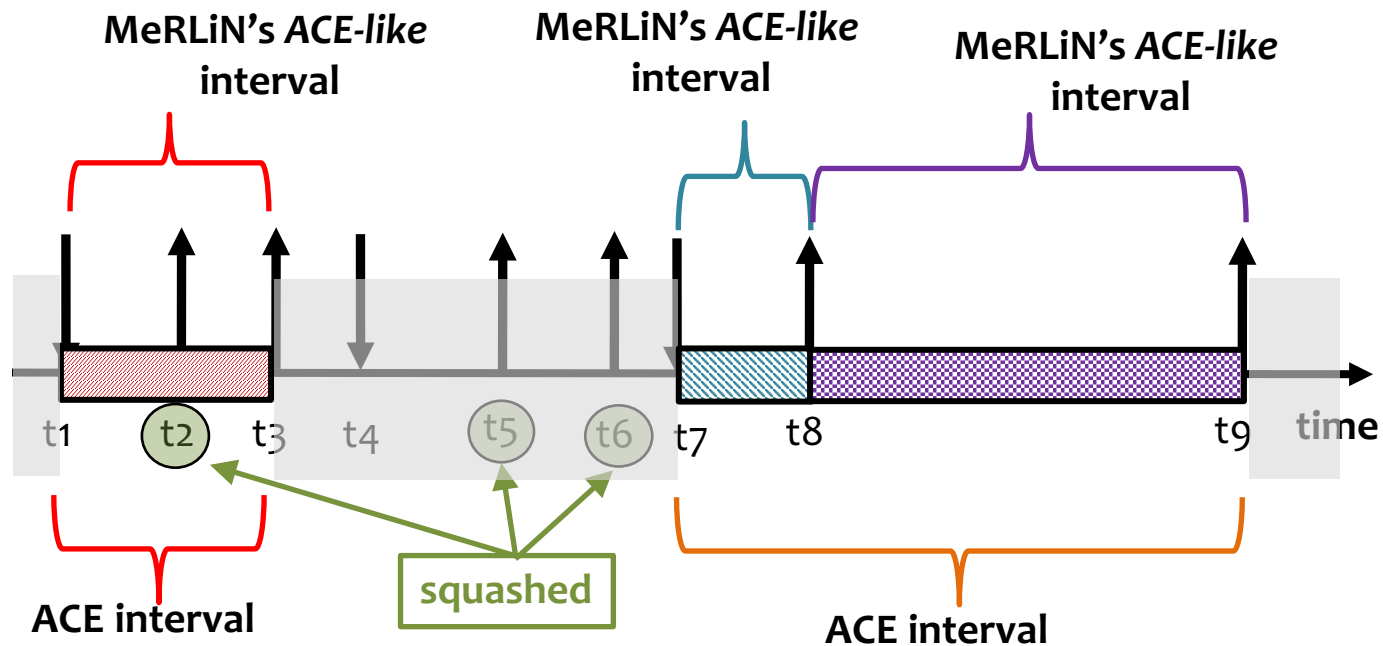 MeRLiN's ACE-like
interval
MeRLiN's ACE-like
interval
MeRLiN's ACE-like
interval
t1
t2
t3
t4
t5
t6
t7
t8
t9
time
squashed
ACE interval
ACE interval